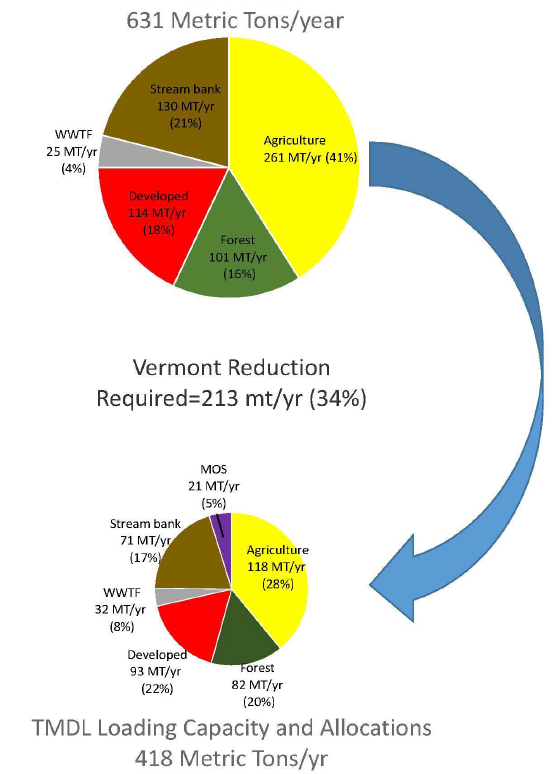 631 Metric Tons/year
Stream bank
130 MT/yr
(21%)
WWTF
25 MT/yr
(4%)
Agriculture
261 MT/yr (41%)
Developed
114 MT/yr
(18%)
Forest
101 MT/yr
(16%)
Vermont Reduction
Required=213 mt/yr (34%)
MOS
21 MT/yr
(5%)
Stream bank
71 MT/yr
(17%)
Agriculture
118 MT/yr
(28%)
WWTF
32 MT/yr
(8%)
Developed
93 MT/yr
(22%)
Forest
82 MT/yr
(20%)
TMDL Loading Capacity and Allocations
418 Metric Tons/yr